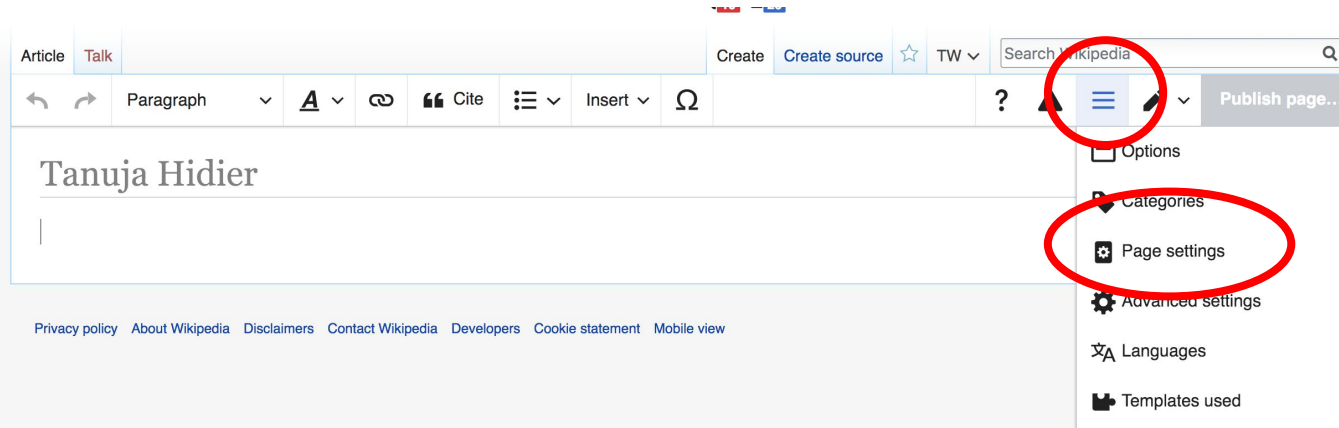 Article Talk Create Create source TW Search Wikipedia
Paragraph A Cite Insert Ω ? Publish page..
Options
Tanuja Hidier
Categories
Page settings
Advanced settings
Privacy policy About Wikipedia Disclaimers Contact Wikipedia Developers Cookie statement Mobile view
Languages
Templates used